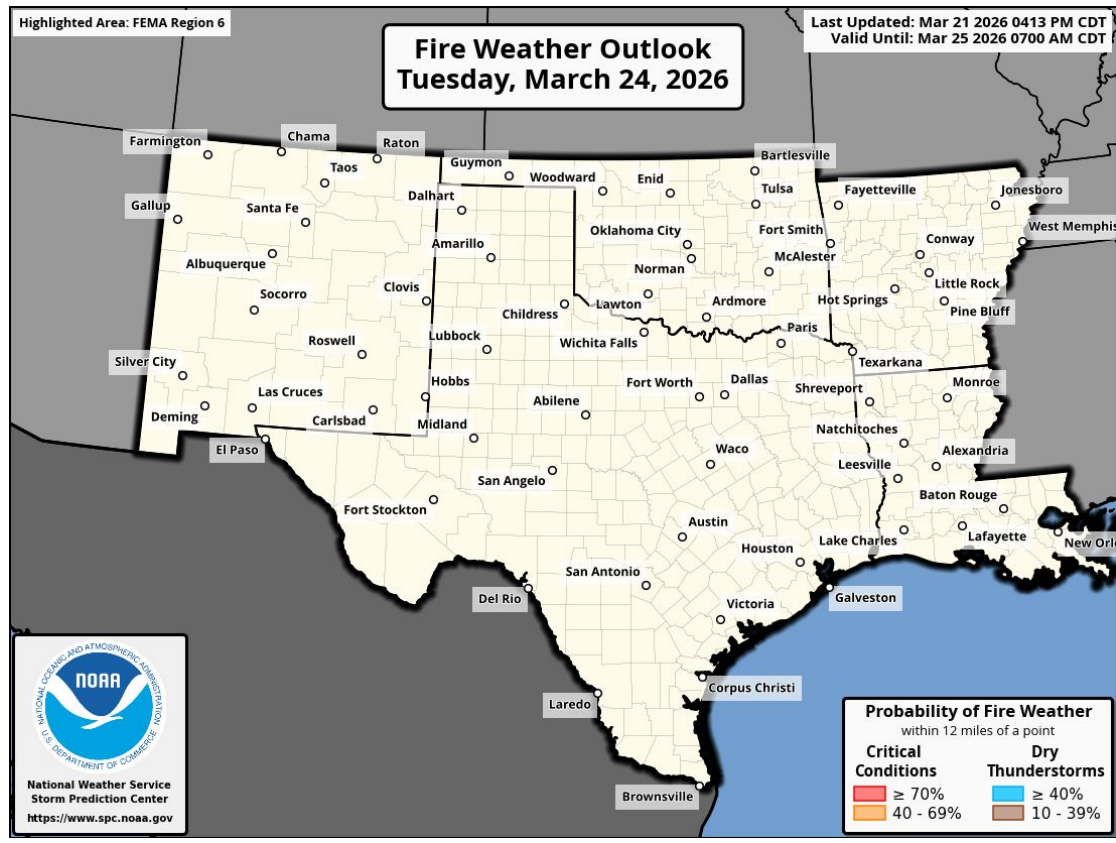 Highlighted Area: FEMA Region 6
Fire Weather Outlook
Tuesday, March 24, 2026
Last Updated: Mar 21 2026 0413 PM CDT
Valid Until: Mar 25 2026 0700 AM CDT
Farmington
Chama
Raton
Taos
Guymon
Woodward
Enid
Bartlesville
Tulsa
Fayetteville
Jonesboro
Gallup
Santa Fe
Dalhart
Oklahoma City
Fort Smith
West Memphis
Albuquerque
Amarillo
Norman
McAlester
Conway
Socorro
Clovis
Childress
Lawton
Ardmore
Hot Springs
Little Rock
Pine Bluff
Roswell
Lubbock
Wichita Falls
Paris
Texarkana
Silver City
Las Cruces
Hobbs
Fort Worth
Dallas
Shreveport
Monroe
Deming
Carlsbad
Midland
Abilene
Natchitoches
El Paso
San Angelo
Waco
Leesville
Alexandria
Fort Stockton
Austin
Baton Rouge
Houston
Lake Charles
Lafayette
New Orl
Del Rio
San Antonio
Galveston
Victoria
Laredo
Corpus Christi
Brownsville
NATIONAL OCEANIC AND ATMOSPHERIC ADMINISTRATION
NOAA
U.S. DEPARTMENT OF COMMERCE
National Weather Service
Storm Prediction Center
https://www.spc.noaa.gov
Probability of Fire Weather
within 12 miles of a point
Critical Conditions
≥ 70%
40 - 69%
Dry Thunderstorms
≥ 40%
10 - 39%